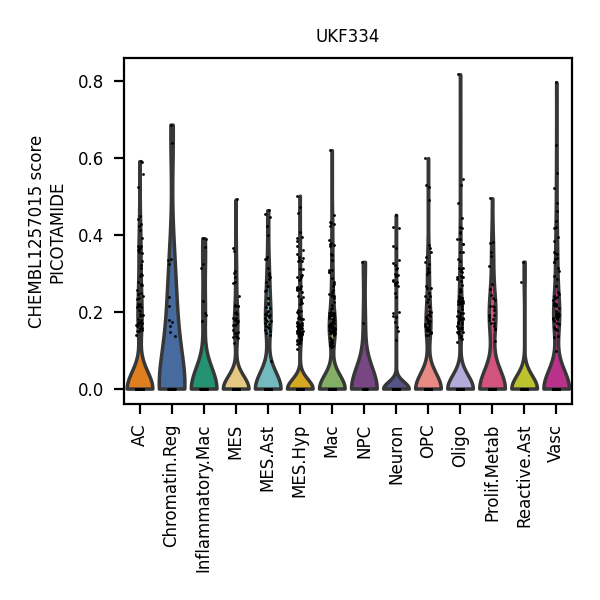 UKF334
CHEMBL1257015 score
PICOTAMIDE
0.8
0.6
0.4
0.2
0.0
AC
Chromatin.Reg
Inflammatory.Mac
MES
MES.Ast
MES.Hyp
Mac
NPC
Neuron
OPC
Oligo
Prolif.Metab
Reactive.Ast
Vasc